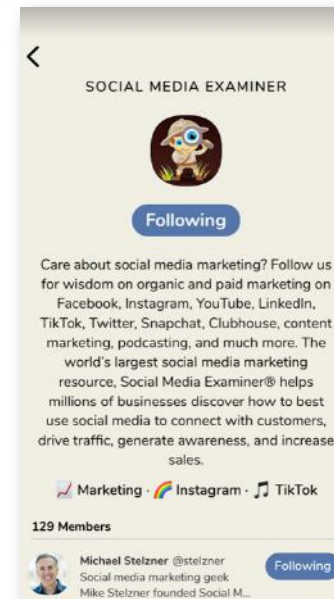 SOCIAL MEDIA EXAMINER
Following
Care about social media marketing? Follow us
for wisdom on organic and paid marketing on
Facebook, Instagram, YouTube, LinkedIn,
TikTok, Twitter, Snapchat, Clubhouse, content
marketing, podcasting, and much more. The
world's largest social media marketing
resource, Social Media Examiner® helps
millions of businesses discover how to best
use social media to connect with customers,
drive traffic, generate awareness, and increase
sales.
📈 Marketing · 🌈 Instagram · 🎵 TikTok
129 Members
Michael Stelzner @stelzner
Following
Social media marketing geek
Mike Stelzner founded Social M...